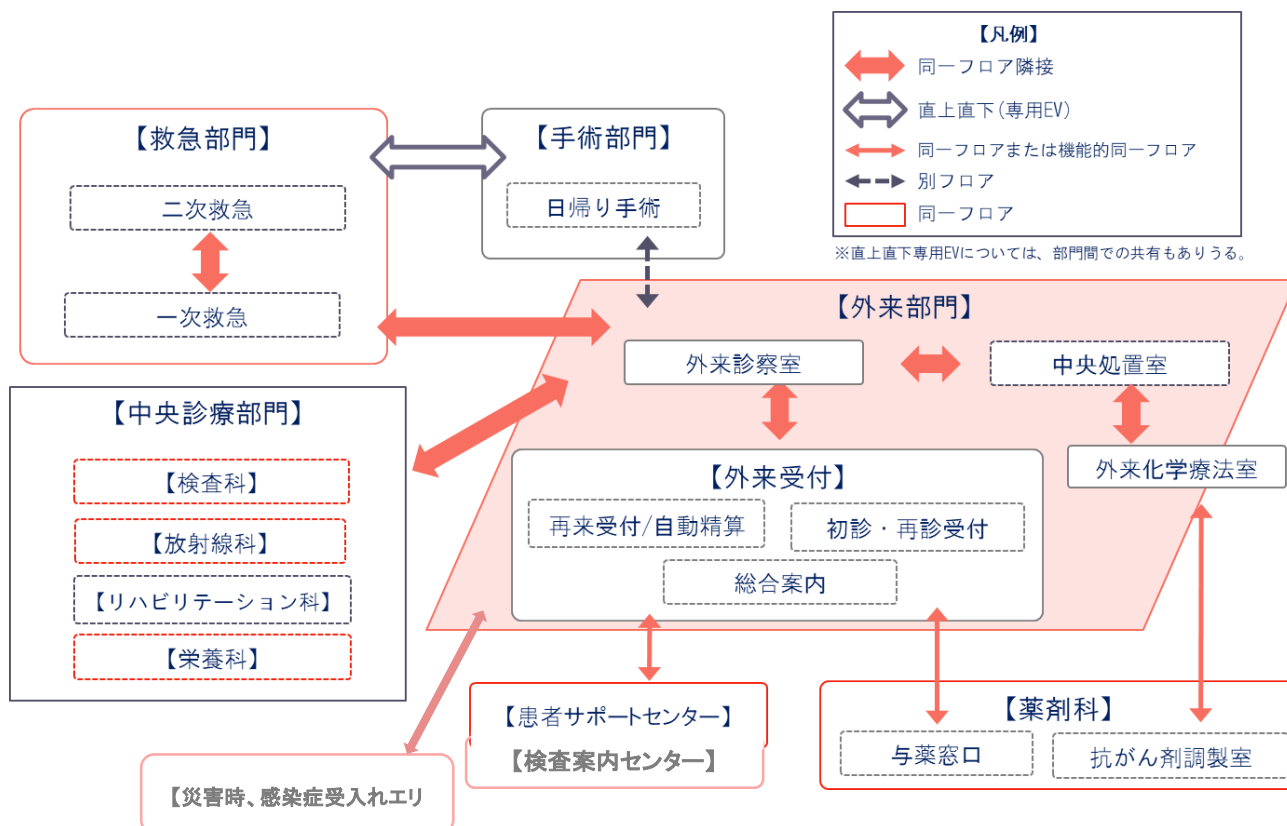 【凡例】
同一フロア隣接
直上直下(専用EV)
同一フロアまたは機能的同一フロア
別フロア
同一フロア
※直上直下専用EVについては、部門間での共有もありうる。
【救急部門】
二次救急
一次救急
【手術部門】
日帰り手術
【外来部門】
外来診察室
中央処置室
外来化学療法室
【外来受付】
再来受付/自動精算
初診・再診受付
総合案内
【中央診療部門】
【検査科】
【放射線科】
【リハビリテーション科】
【栄養科】
【患者サポートセンター】
【検査案内センター】
【災害時、感染症受入れエリ
【薬剤科】
与薬窓口
抗がん剤調製室